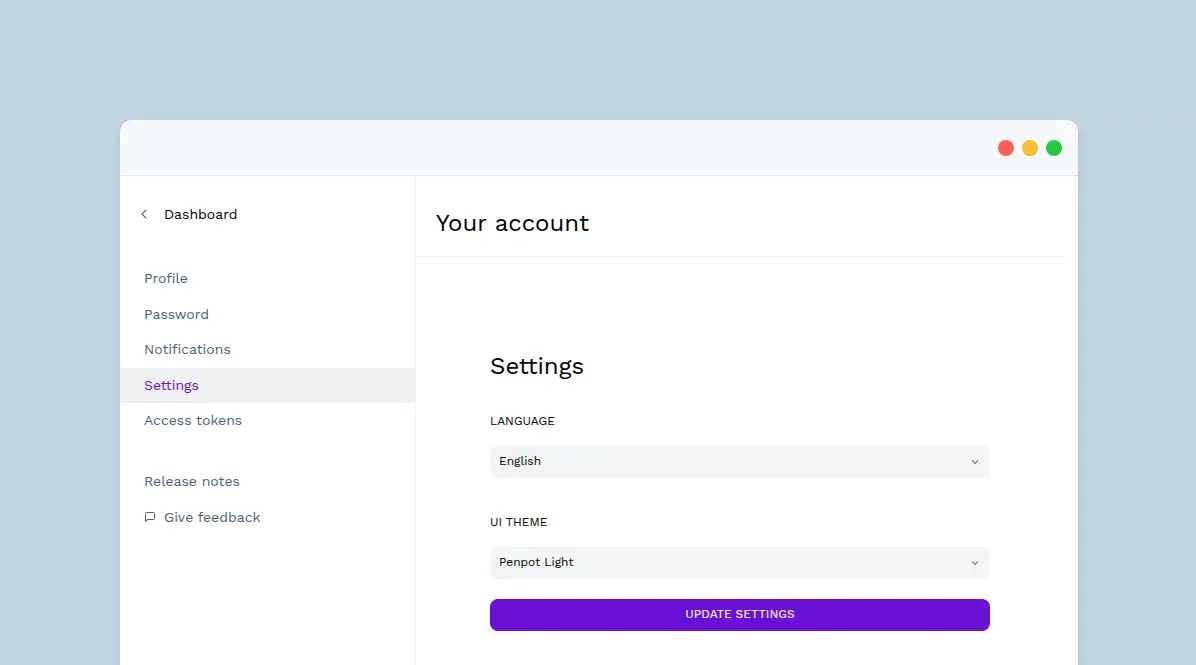 Dashboard
Your account
Profile
Password
Notifications
Settings
Access tokens
Release notes
Give feedback
Settings
LANGUAGE
English
UI THEME
Penpot Light
UPDATE SETTINGS